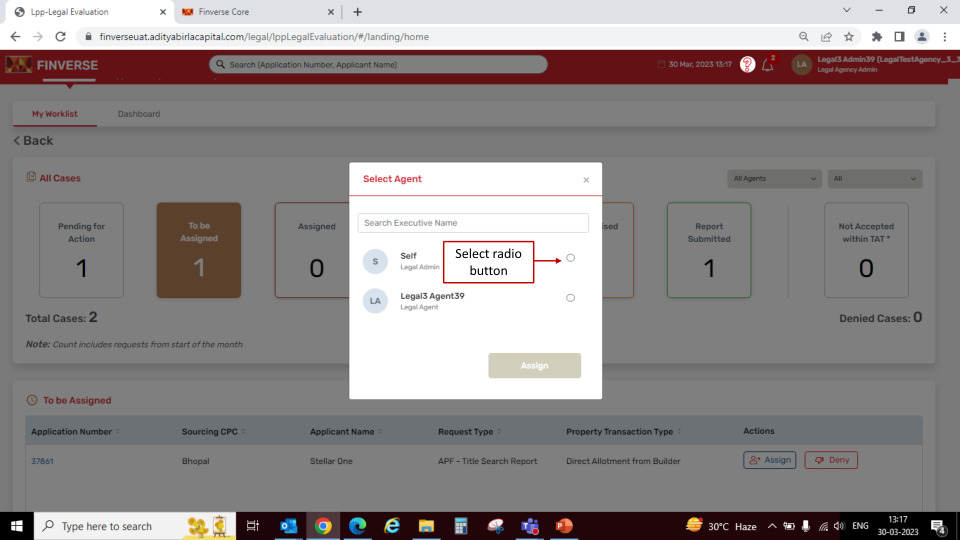 Lpp-Legal Evaluation
Finverse Core
finverseuat.adityabirlacapital.com/legal/lppLegalEvaluation/#/landing/home
FINVERSE
Search (Application Number, Applicant Name)
30 Mar, 2023 13:17
2
LA
Legal3 Admin39 (LegalTestAgency_3_3
Legal Agency Admin
My Worklist
Dashboard
< Back
All Cases
All Agents
All
Pending for
Action
1
To be
Assigned
1
Assigned
0
ised
Report
Submitted
1
Not Accepted
within TAT *
0
Total Cases: 2
Denied Cases: 0
Note: Count includes requests from start of the month
Select Agent
×
Search Executive Name
S
Self
Legal Admin
Select radio
button
LA
Legal3 Agent39
Legal Agent
Assign
To be Assigned
Application Number
Sourcing CPC
Applicant Name
Request Type
Property Transaction Type
Actions
37861
Bhopal
Stellar One
APF - Title Search Report
Direct Allotment from Builder
Assign
Deny
Type here to search
30°C Haze
ENG
13:17
30-03-2023
4